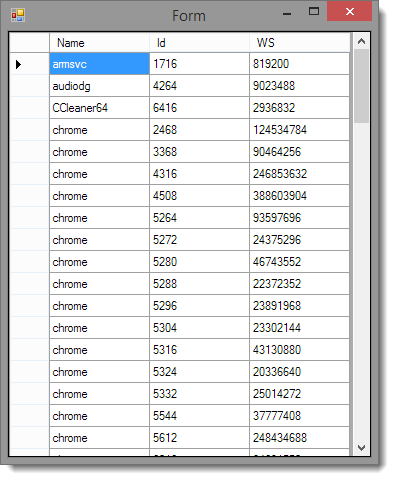 Form
Name Id WS
armsvc 1716 819200
audiodg 4264 9023488
CCleaner64 6416 2936832
chrome 2468 124534784
chrome 3368 90464256
chrome 4316 246853632
chrome 4508 388603904
chrome 5264 93597696
chrome 5272 24375296
chrome 5280 46743552
chrome 5288 22372352
chrome 5296 23891968
chrome 5304 23302144
chrome 5316 43130880
chrome 5324 20336640
chrome 5332 25014272
chrome 5544 37777408
chrome 5612 248434688